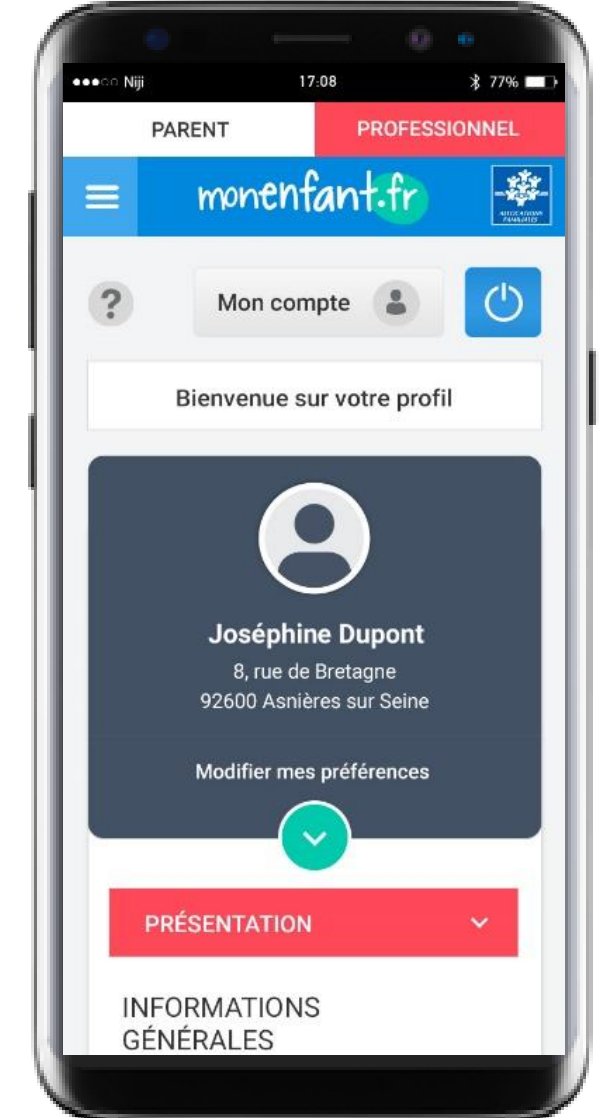 Niji 17:08 77%
PARENT PROFESSIONNEL
monenfant.fr
?
Mon compte
Bienvenue sur votre profil
Joséphine Dupont
8, rue de Bretagne
92600 Asnières sur Seine
Modifier mes préférences
PRÉSENTATION
INFORMATIONS
GÉNÉRALES